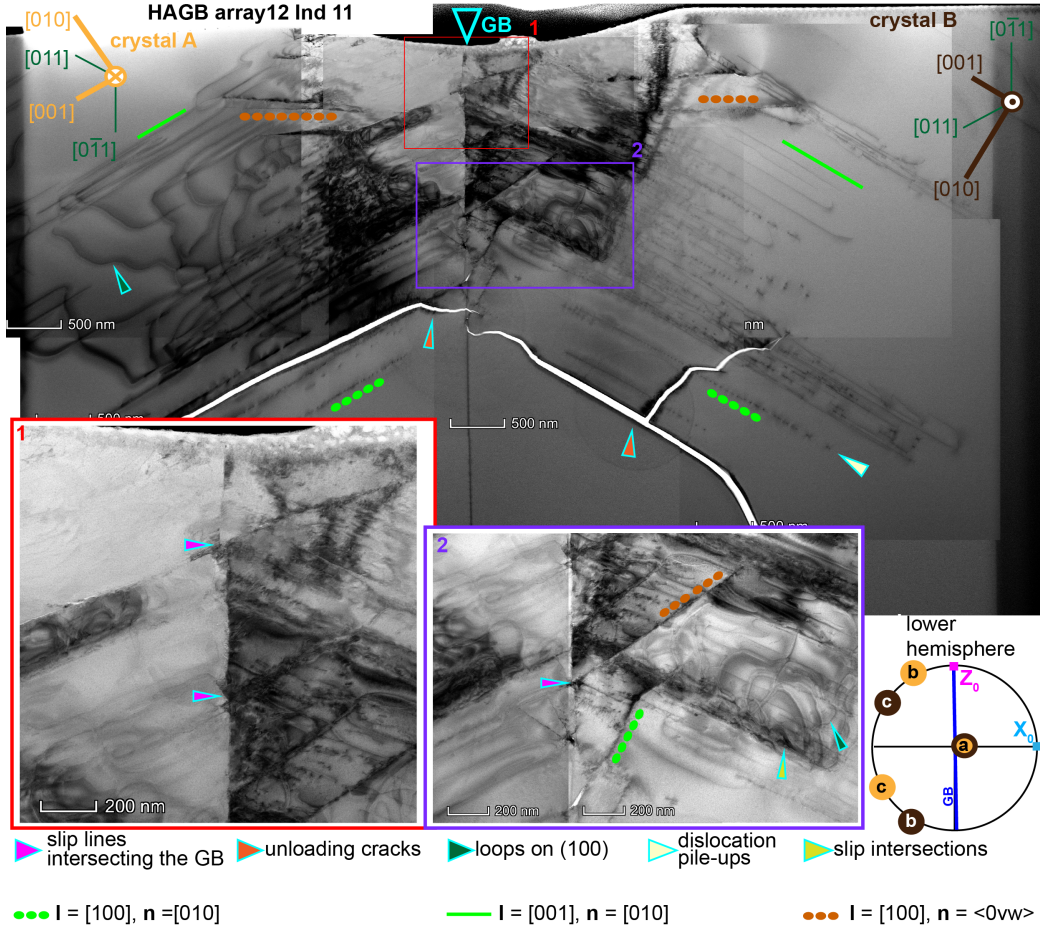 HAGB array12 Ind 11
GB
1
crystal B
[010]
crystal A
[011]
[001]
[01̅1]
[01̅1]
[001]
[011]
[010]
2
500 nm
nm
500 nm
500 nm
500 nm
1
200 nm
2
200 nm
200 nm
lower
hemisphere
b
Z0
c
X0
a
c
GB
b
slip lines
intersecting the GB
unloading cracks
loops on (100)
dislocation
pile-ups
slip intersections
l = [100], n =[010]
l = [001], n = [010]
l = [100], n = <0vw>